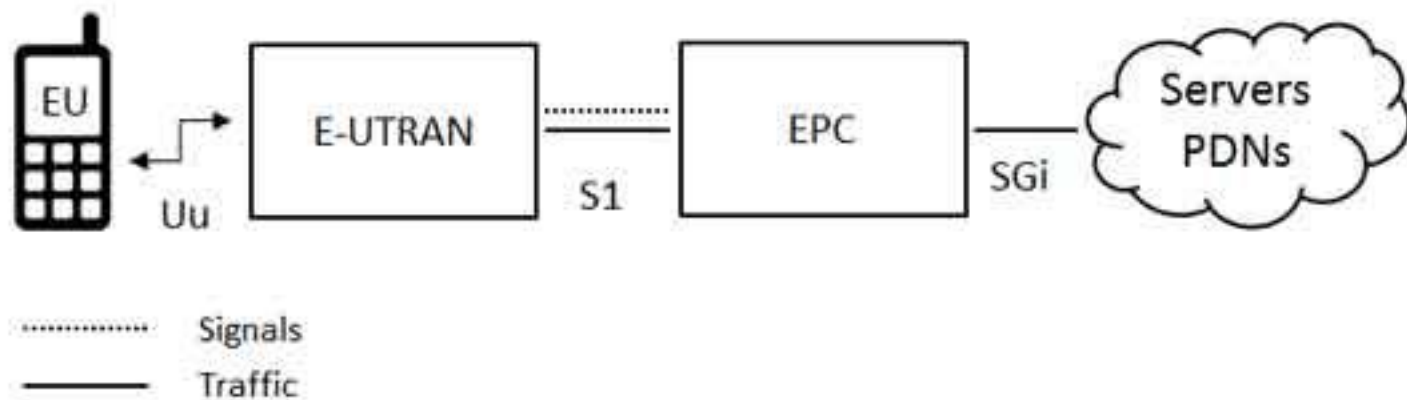 EU
Uu
E-UTRAN
S1
EPC
SGi
Servers
PDNs
Signals
Traffic